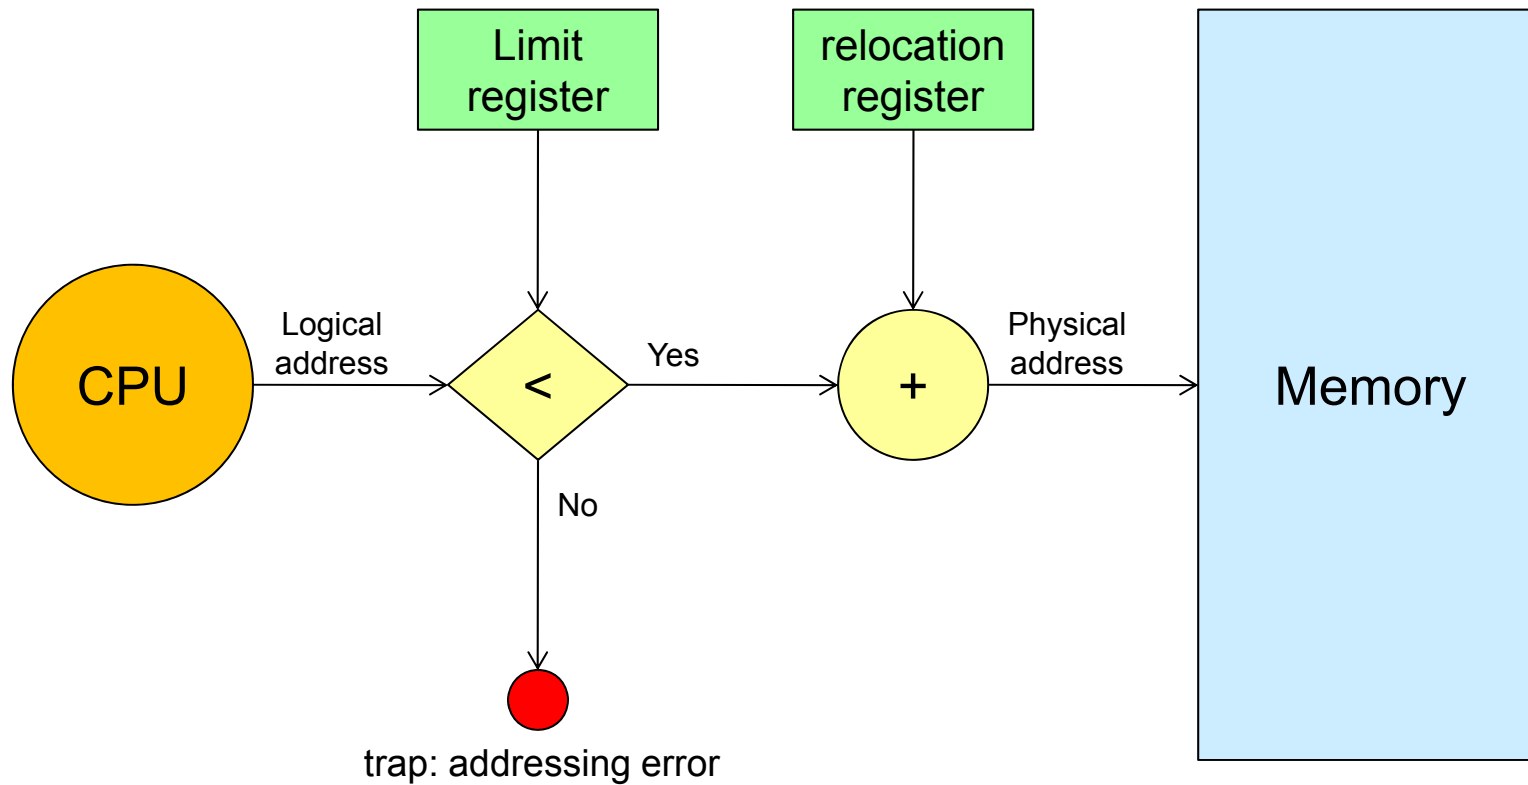 Limit
register
relocation
register
CPU
Logical
address
<
Yes
+
Physical
address
Memory
No
trap: addressing error